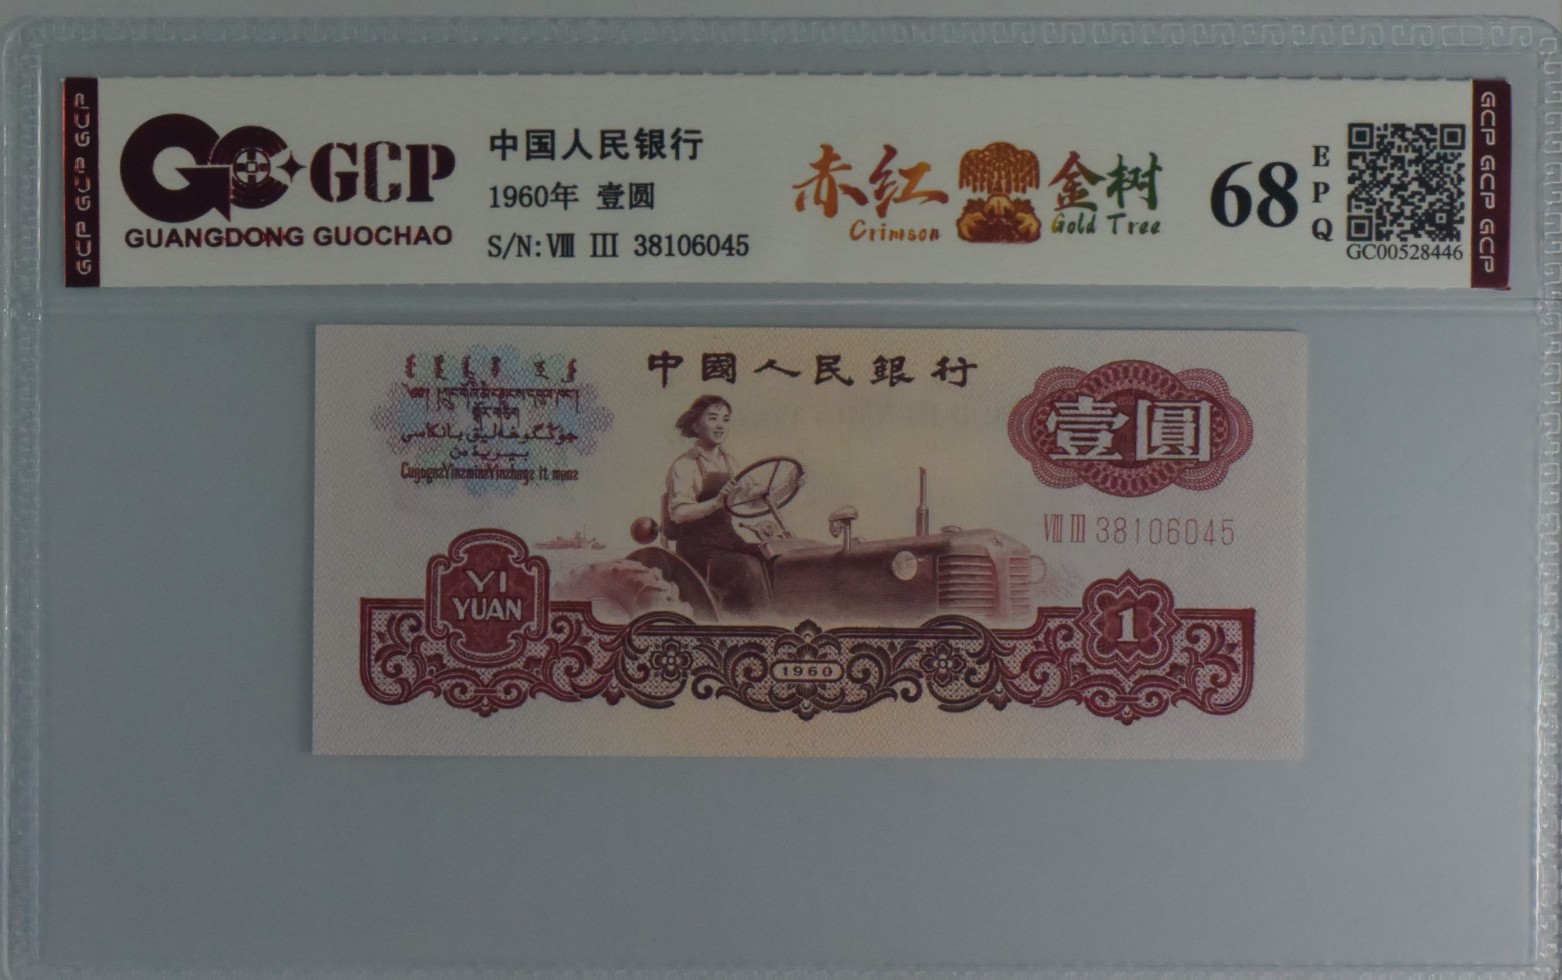 GCP GCP GCP
GCP
GUANGDONG GUOCHAO
中国人民银行
1960年 壹圆
S/N: Ⅷ Ⅲ 38106045
赤红
Crimson
金树
Gold Tree
68
EPQ
GC00528446
GCP GCP GCP
中國人民銀行
壹圓
Ⅷ Ⅲ 38106045
YI
YUAN
1960
1